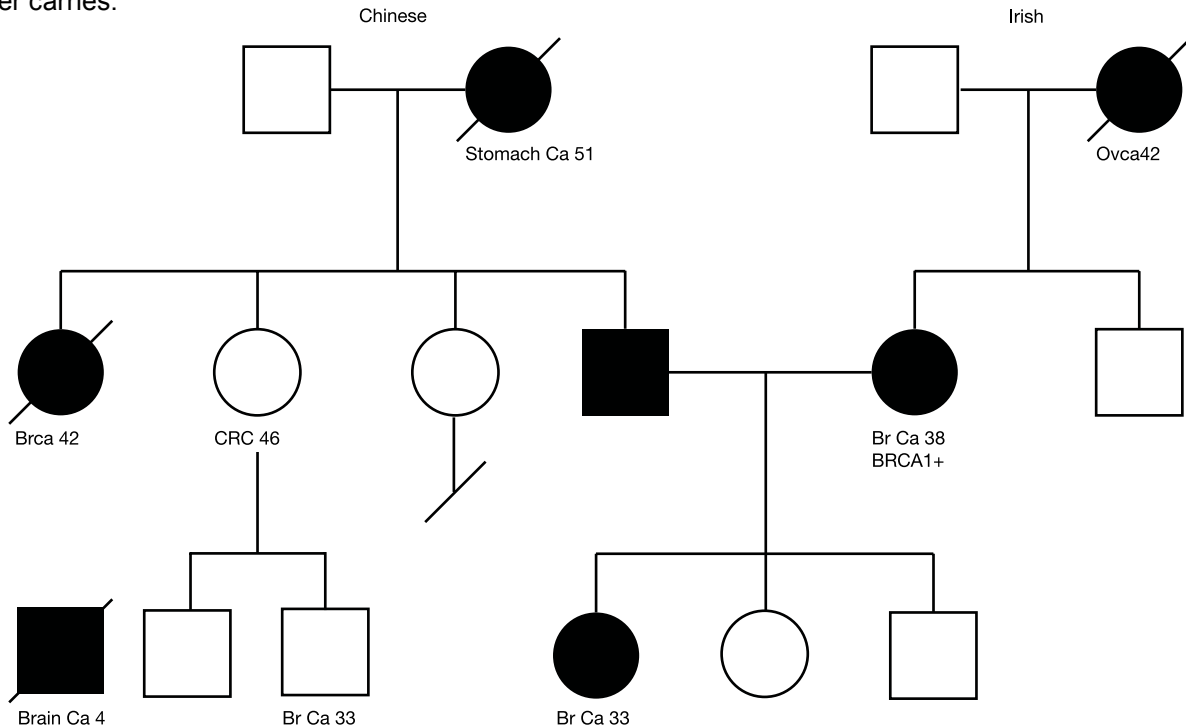 er carries.
Chinese
Irish
Stomach Ca 51
Ovca42
Brca 42
CRC 46
Br Ca 38
BRCA1+
Brain Ca 4
Br Ca 33
Br Ca 33